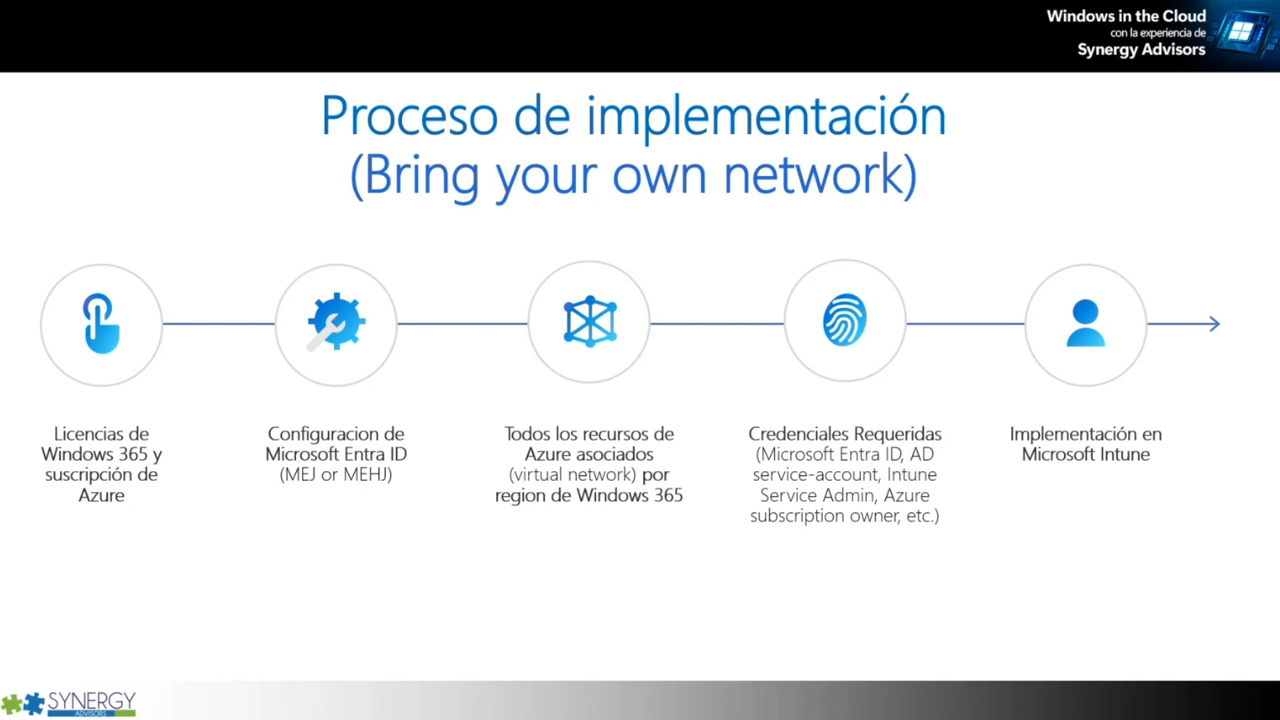 Windows in the Cloud
con la experiencia de
Synergy Advisors
Proceso de implementación
(Bring your own network)
Licencias de
Windows 365 y
suscripción de
Azure
Configuracion de
Microsoft Entra ID
(MEJ or MEHJ)
Todos los recursos de
Azure asociados
(virtual network) por
region de Windows 365
Credenciales Requeridas
(Microsoft Entra ID, AD
service-account, Intune
Service Admin, Azure
subscription owner, etc.)
Implementación en
Microsoft Intune
SYNERGY
ADVISORS